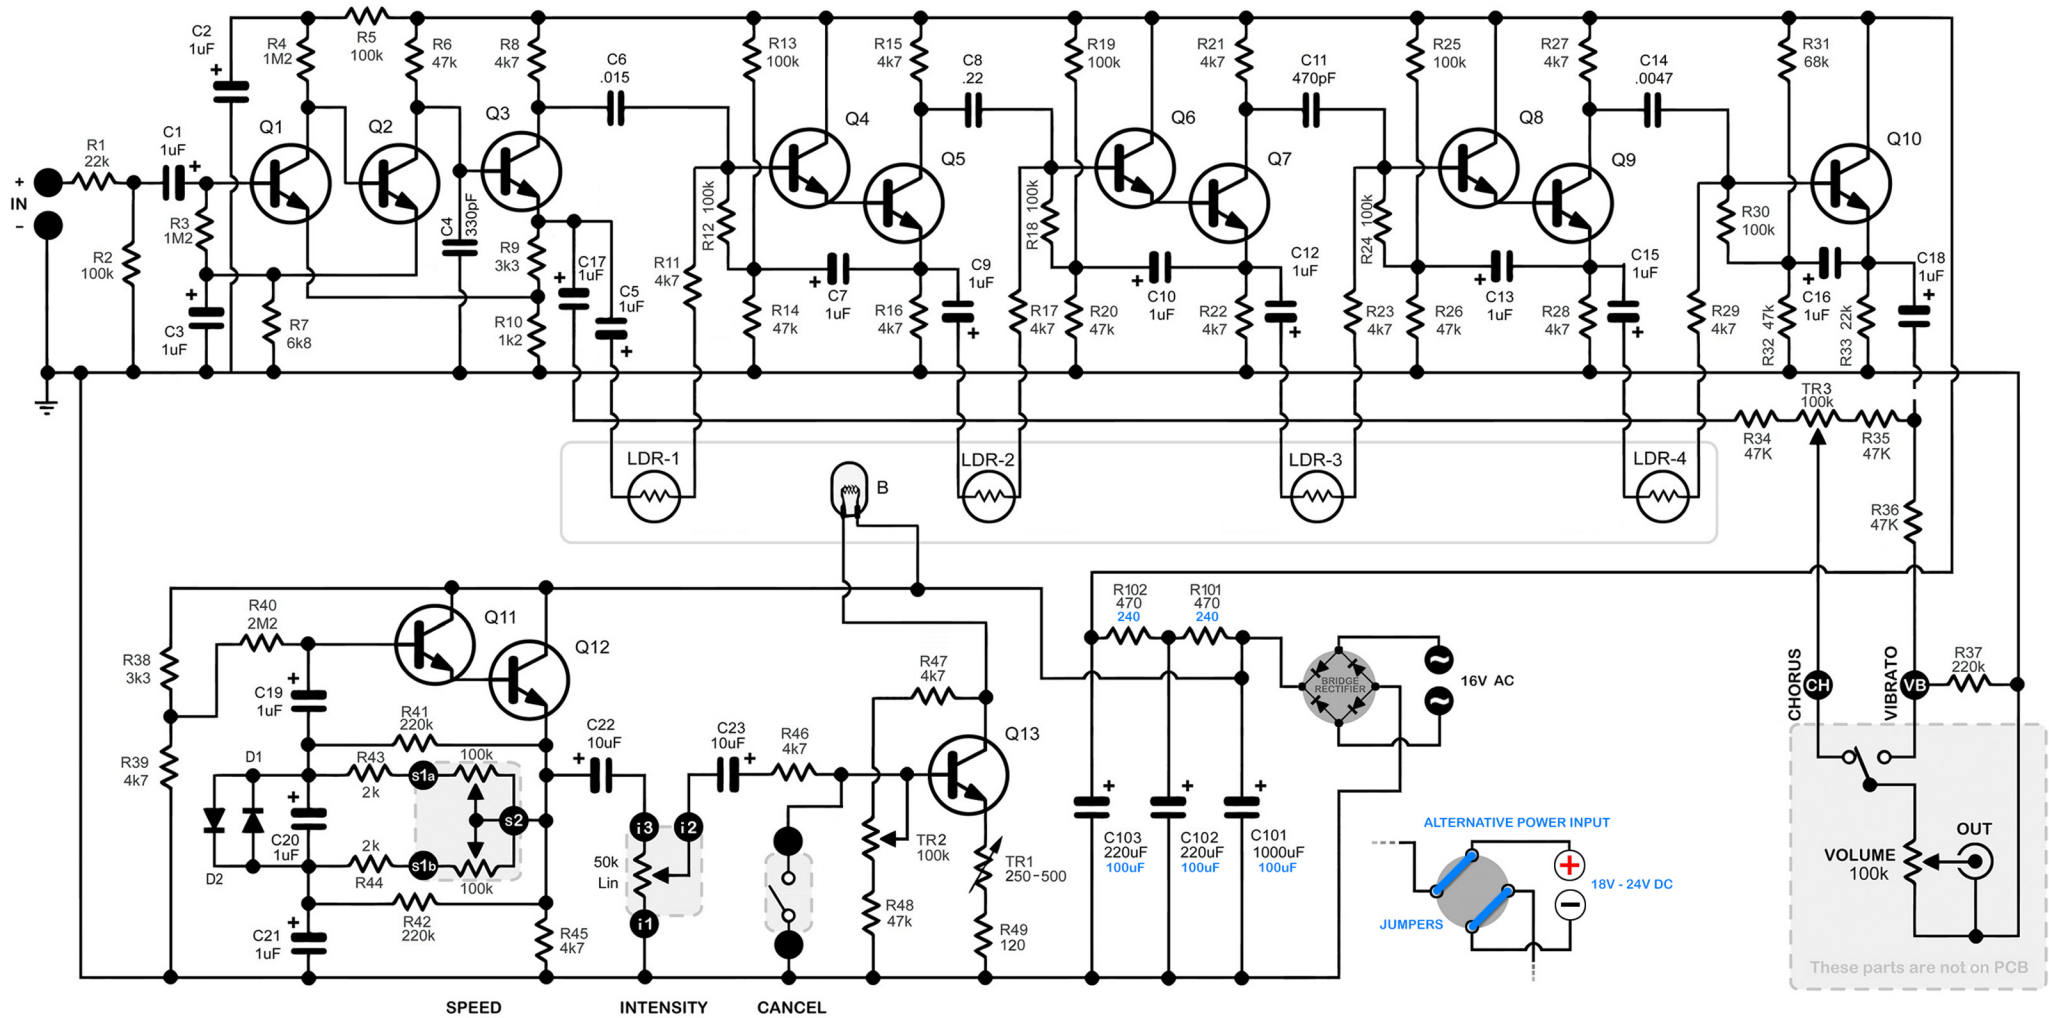 C2
1uF
R5
100k
R4
1M2
R6
47k
R8
4k7
C6
.015
R13
100k
R15
4k7
C8
.22
R19
100k
R21
4k7
C11
470pF
R25
100k
R27
4k7
C14
.0047
R31
68k
R1
22k
C1
1uF
Q1
Q2
Q3
Q4
Q5
Q6
Q7
Q8
Q9
Q10
+
IN
-
R2
100k
R3
1M2
C3
1uF
R7
6k8
C4
330pF
R9
3k3
R10
1k2
C17
1uF
C5
1uF
R11
4k7
R12 100k
R14
47k
C7
1uF
R16
4k7
C9
1uF
R17
4k7
R18 100k
R20
47k
C10
1uF
R22
4k7
C12
1uF
R23
4k7
R24 100k
R26
47k
C13
1uF
R28
4k7
C15
1uF
R29
4k7
R30
100k
R32 47k
C16
1uF
R33 22k
C18
1uF
TR3
100k
R34
47K
R35
47K
R36
47K
LDR-1
B
LDR-2
LDR-3
LDR-4
R38
3k3
R39
4k7
R40
2M2
Q11
Q12
C19
1uF
R41
220k
D1
D2
R43
2k
s1a
100k
s2
C20
1uF
2k
R44
s1b
100k
R42
220k
C21
1uF
R45
4k7
C22
10uF
i3
i2
50k
Lin
i1
C23
10uF
R46
4k7
R47
4k7
Q13
TR2
100k
TR1
250-500
R48
47k
R49
120
SPEED
INTENSITY
CANCEL
R102
470
240
R101
470
240
BRIDGE
RECTIFIER
16V AC
C103
220uF
100uF
C102
220uF
100uF
C101
1000uF
100uF
ALTERNATIVE POWER INPUT
18V - 24V DC
JUMPERS
CHORUS
CH
VIBRATO
VB
R37
220k
VOLUME
100k
OUT
These parts are not on PCB